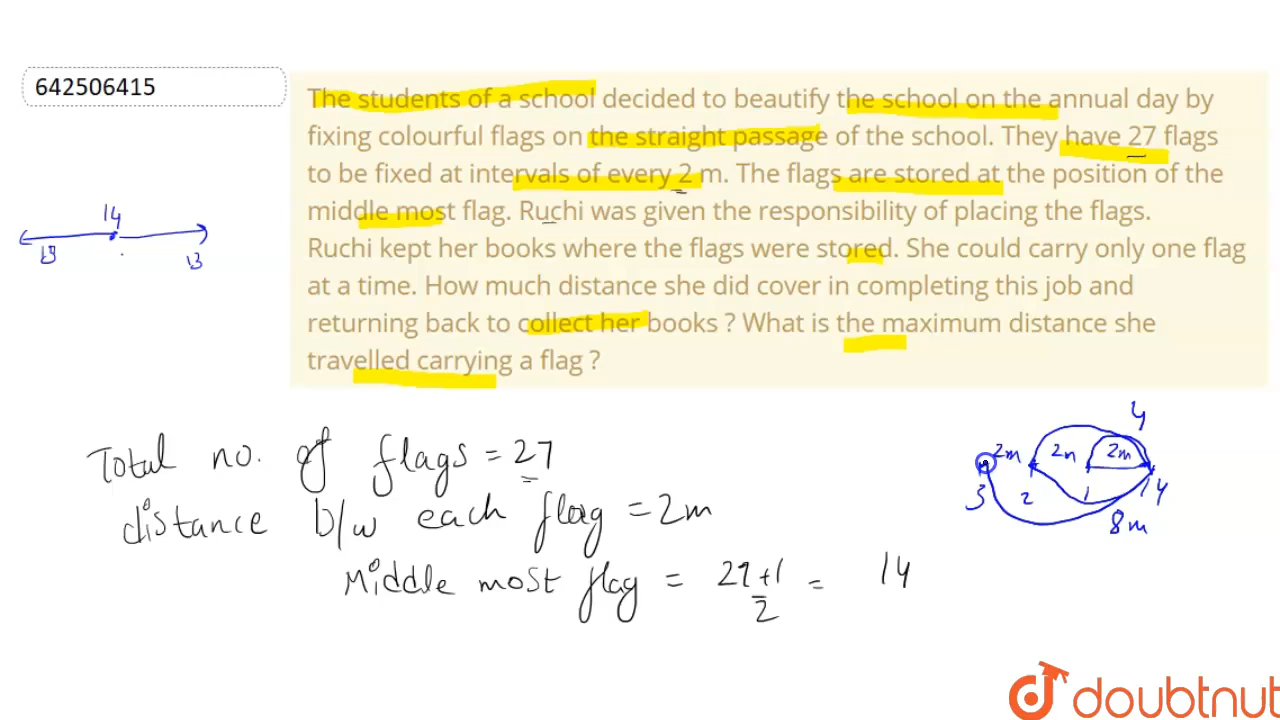 642506415
The students of a school decided to beautify the school on the annual day by
fixing colourful flags on the straight passage of the school. They have 27 flags
to be fixed at intervals of every 2 m. The flags are stored at the position of the
middle most flag. Ruchi was given the responsibility of placing the flags.
Ruchi kept her books where the flags were stored. She could carry only one flag
at a time. How much distance she did cover in completing this job and
returning back to collect her books ? What is the maximum distance she
travelled carrying a flag ?
14
13 13
Total no. of flags = 27
distance b/w each flag = 2m
Middle most flag = 27+1 = 14
2
4
2m 2m 2m
3 2 1 14
8m
doubtnut